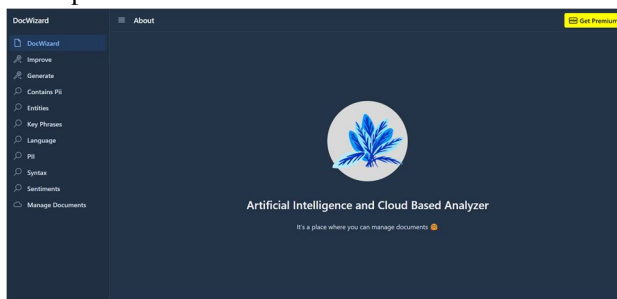 DocWizard
About
Get Premium
DocWizard
Improve
Generate
Contains Pii
Entities
Key Phrases
Language
PII
Syntax
Sentiments
Manage Documents
Artificial Intelligence and Cloud Based Analyzer
It's a place where you can manage documents 🤗